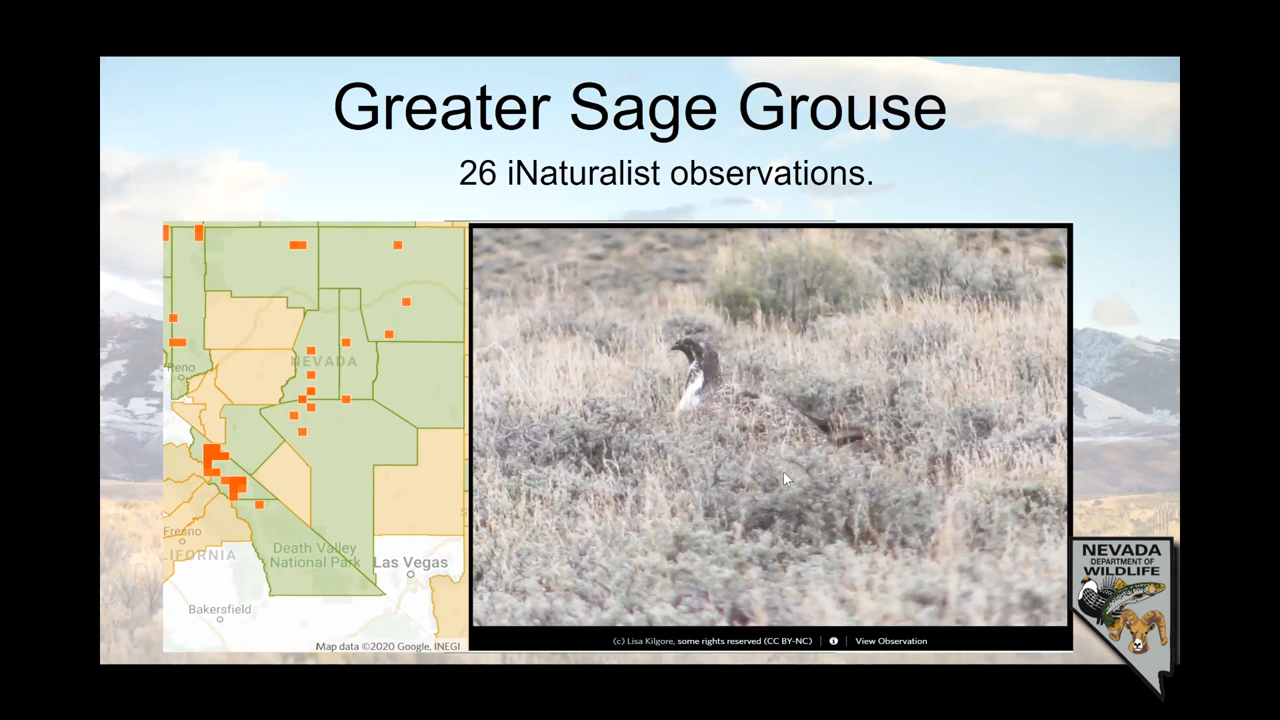 Greater Sage Grouse
26 iNaturalist observations.
NEVADA
Reno
Fresno
LIFORNIA
Death Valley
National Park
Las Vegas
Bakersfield
Map data ©2020 Google, INEGI
(c) Lisa Kilgore, some rights reserved (CC BY-NC)
View Observation
NEVADA
DEPARTMENT OF
WILDLIFE